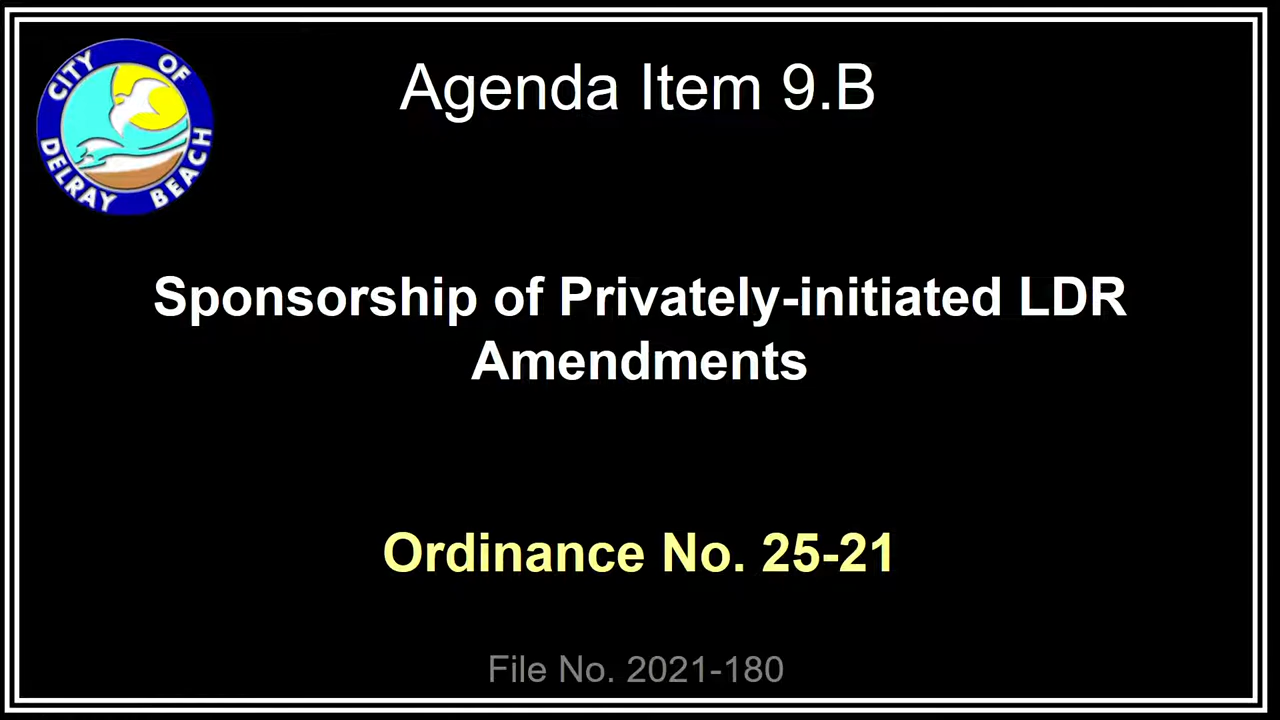 CITY OF
DELRAY BEACH
Agenda Item 9.B
Sponsorship of Privately-initiated LDR
Amendments
Ordinance No. 25-21
File No. 2021-180